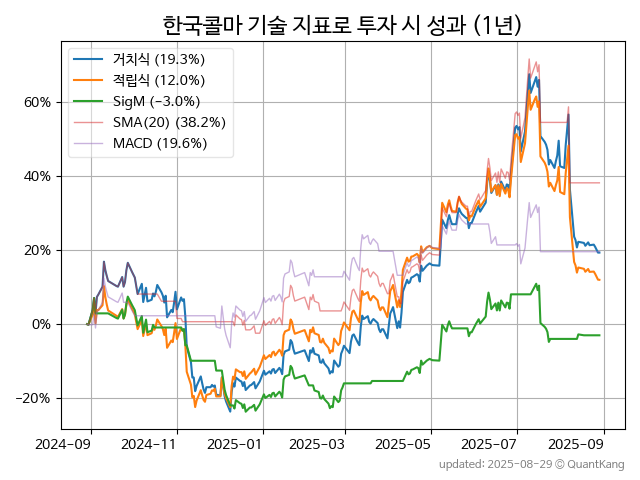 한국콜마 기술 지표로 투자 시 성과 (1년)
거치식 (19.3%)
적립식 (12.0%)
SigM (−3.0%)
SMA(20) (38.2%)
MACD (19.6%)
60%
40%
20%
0%
−20%
2024-09 2024-11 2025-01 2025-03 2025-05 2025-07 2025-09
updated: 2025-08-29 © QuantKang